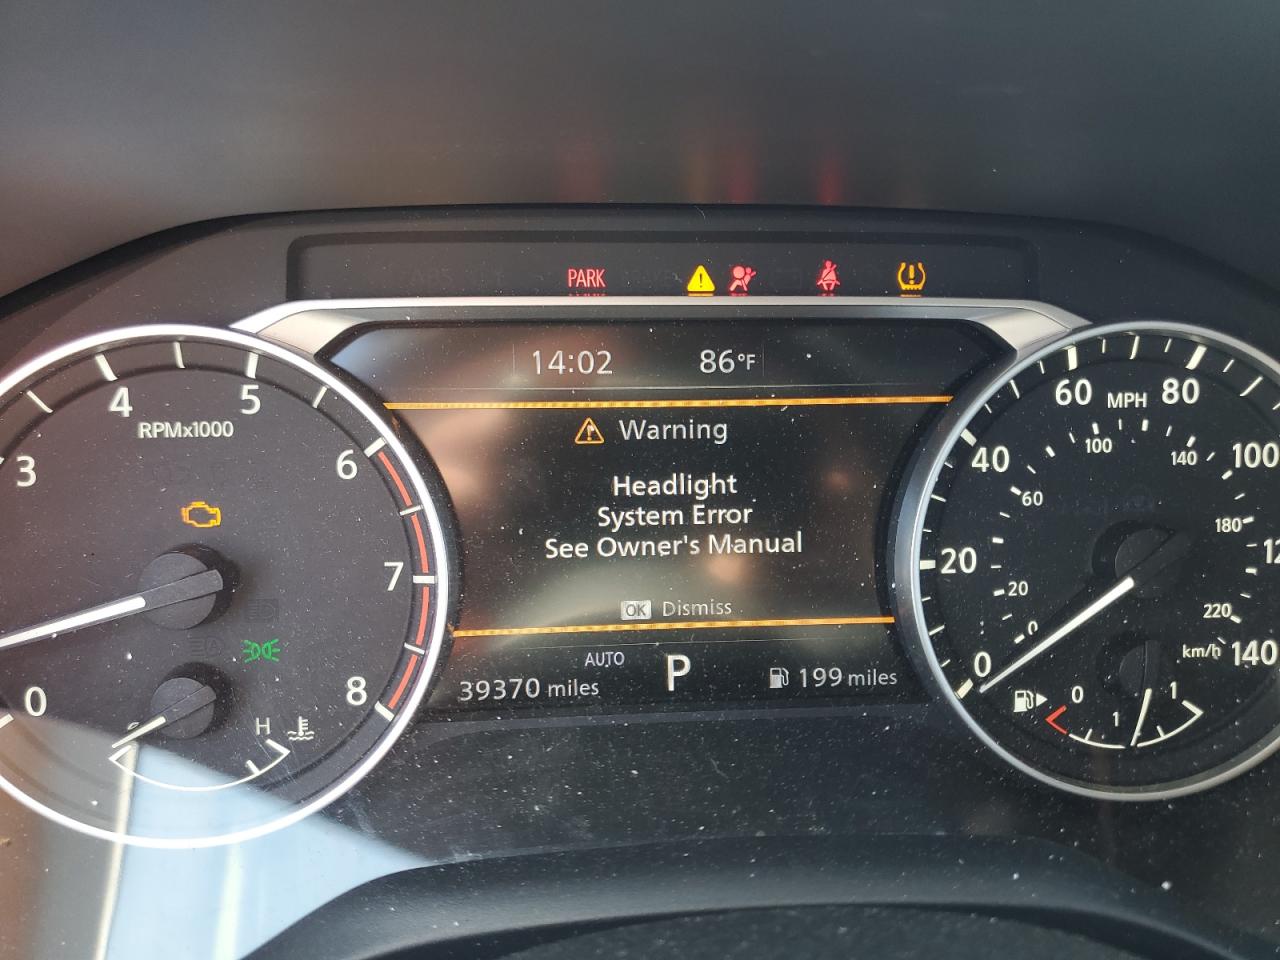 PARK
14:02 86°F
Warning
Headlight
System Error
See Owner's Manual
OK Dismiss
AUTO
39370 miles P 199 miles
0 3 4 5 6 7 8
RPMx1000
H
0 20 40 60 80 100 140
MPH
0 20 60 100 140 180 220
km/h
0 1 1